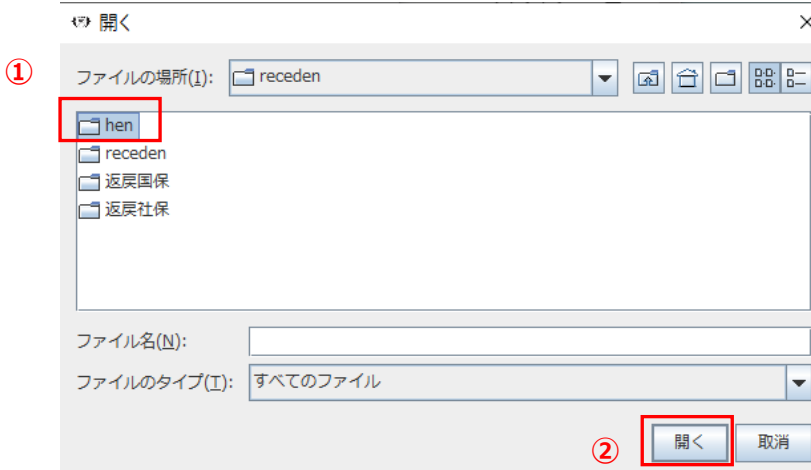 開く
①
ファイルの場所(I): receden
hen
receden
返戻国保
返戻社保
ファイル名(N):
ファイルのタイプ(T): すべてのファイル
② 開く 取消